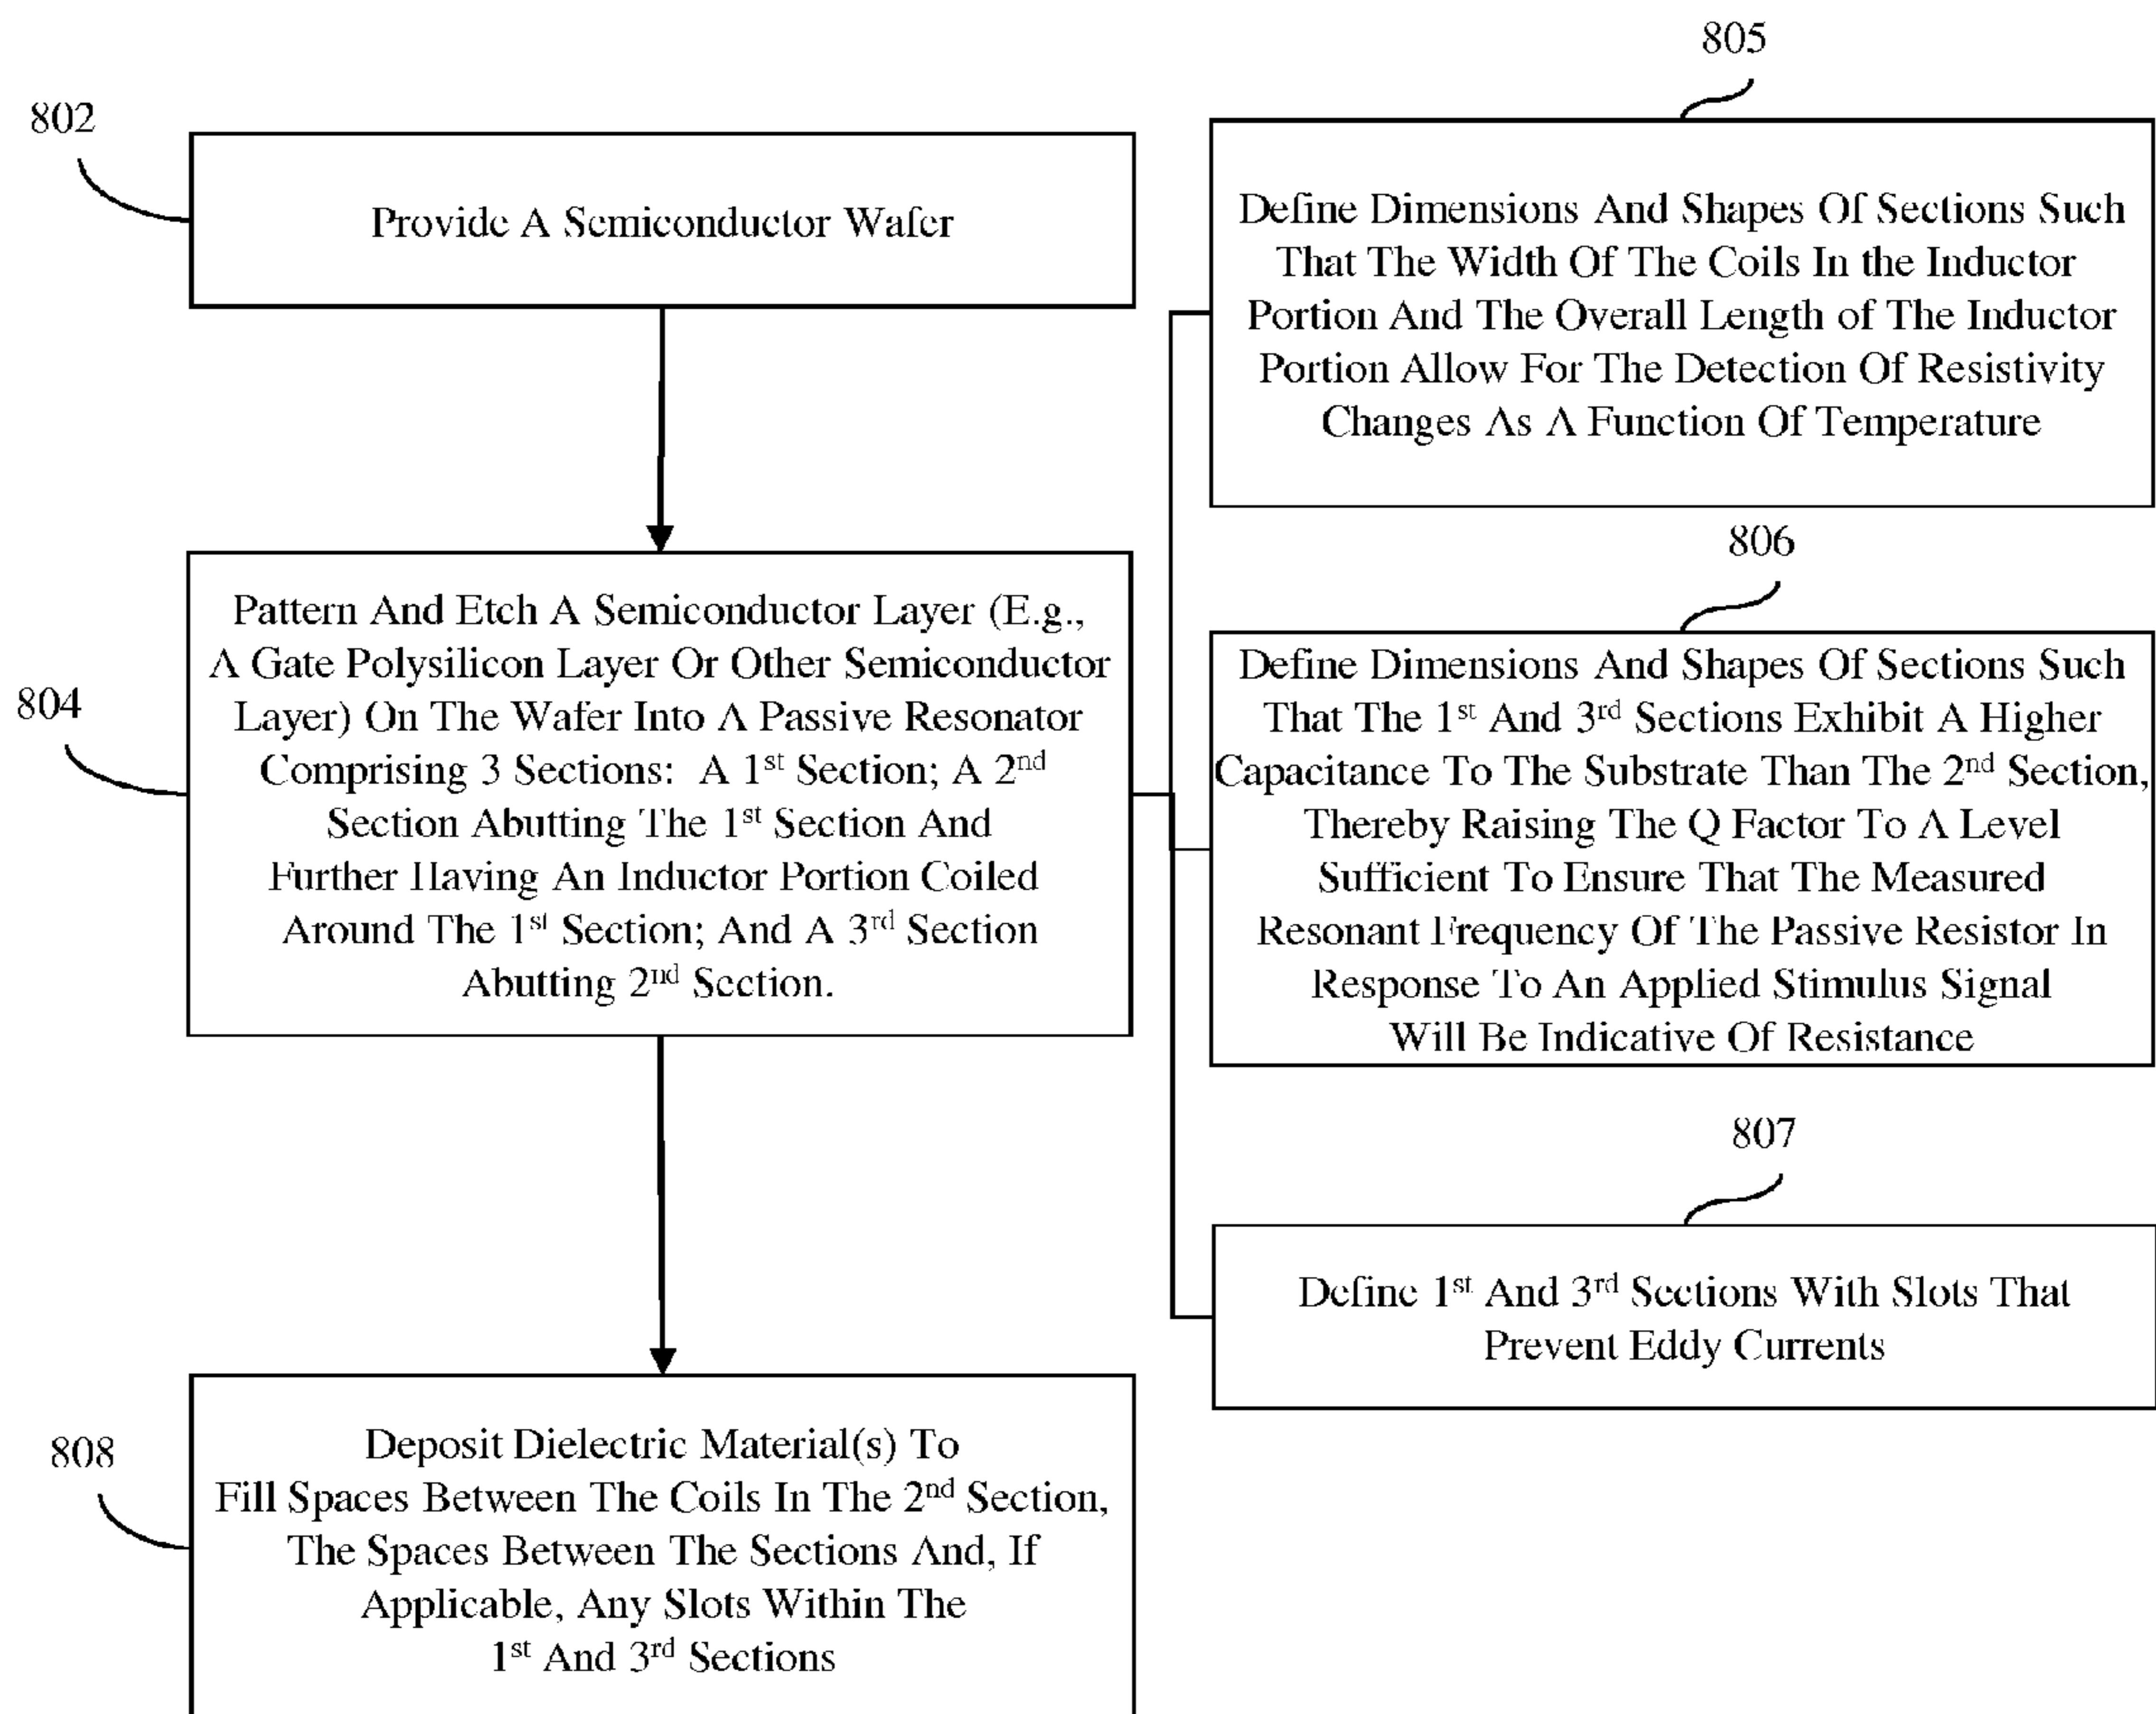 802
Provide A Semiconductor Wafer
804
Pattern And Etch A Semiconductor Layer (E.g.,
A Gate Polysilicon Layer Or Other Semiconductor
Layer) On The Wafer Into A Passive Resonator
Comprising 3 Sections: A 1st Section; A 2nd
Section Abutting The 1st Section And
Further Having An Inductor Portion Coiled
Around The 1st Section; And A 3rd Section
Abutting 2nd Section.
805
Define Dimensions And Shapes Of Sections Such
That The Width Of The Coils In the Inductor
Portion And The Overall Length of The Inductor
Portion Allow For The Detection Of Resistivity
Changes As A Function Of Temperature
806
Define Dimensions And Shapes Of Sections Such
That The 1st And 3rd Sections Exhibit A Higher
Capacitance To The Substrate Than The 2nd Section,
Thereby Raising The Q Factor To A Level
Sufficient To Ensure That The Measured
Resonant Frequency Of The Passive Resistor In
Response To An Applied Stimulus Signal
Will Be Indicative Of Resistance
807
Define 1st And 3rd Sections With Slots That
Prevent Eddy Currents
808
Deposit Dielectric Material(s) To
Fill Spaces Between The Coils In The 2nd Section,
The Spaces Between The Sections And, If
Applicable, Any Slots Within The
1st And 3rd Sections